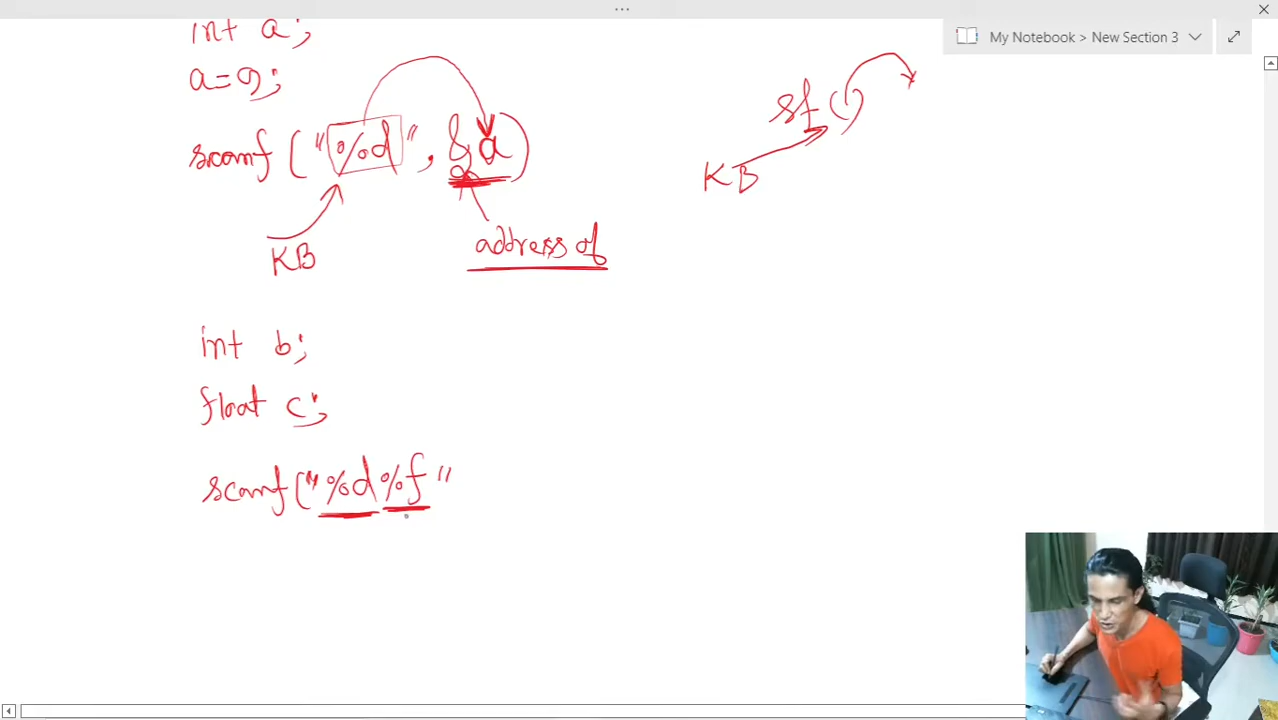 ...
My Notebook > New Section 3
int a;
a=9;
scanf ("%d", &a)
KB
address of
sf ()
KB
int b;
float c;
scanf("%d%f"